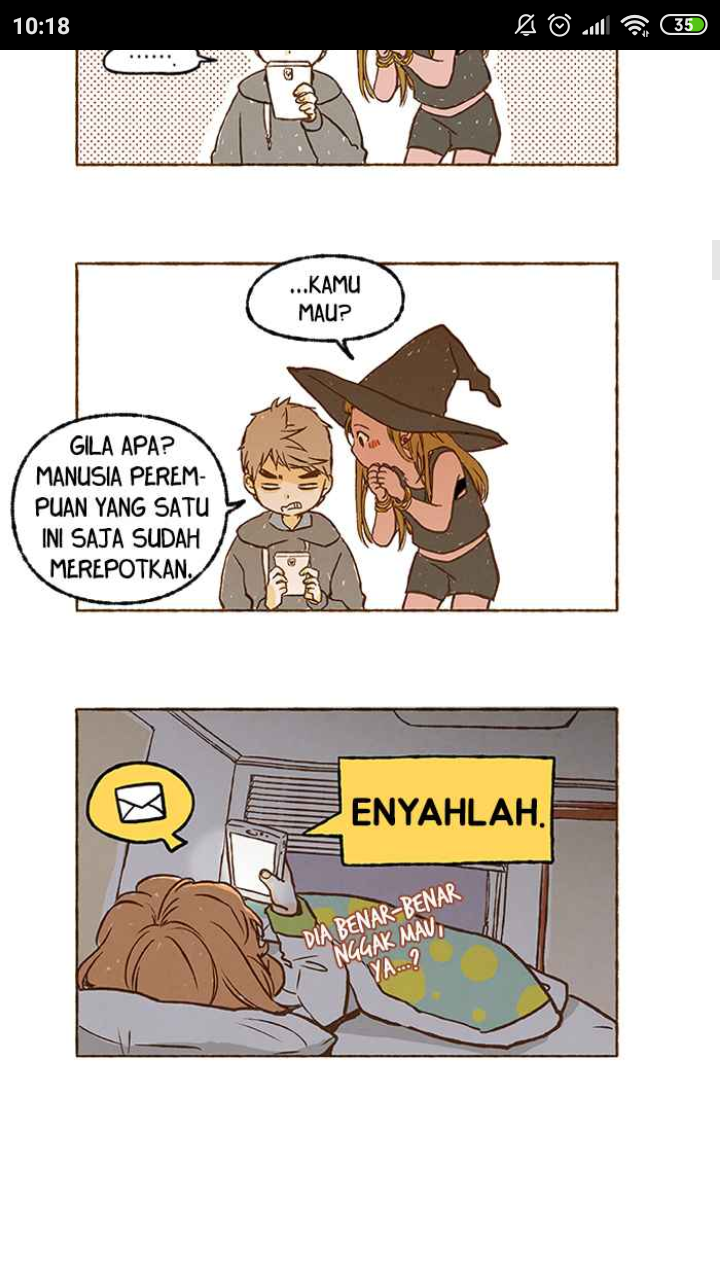 10:18
35
.......
...KAMU
MAU?
GILA APA?
MANUSIA PEREM-
PUAN YANG SATU
INI SAJA SUDAH
MEREPOTKAN.
ENYAHLAH.
DIA BENAR-BENAR
NGGAK MAU,
YA...?